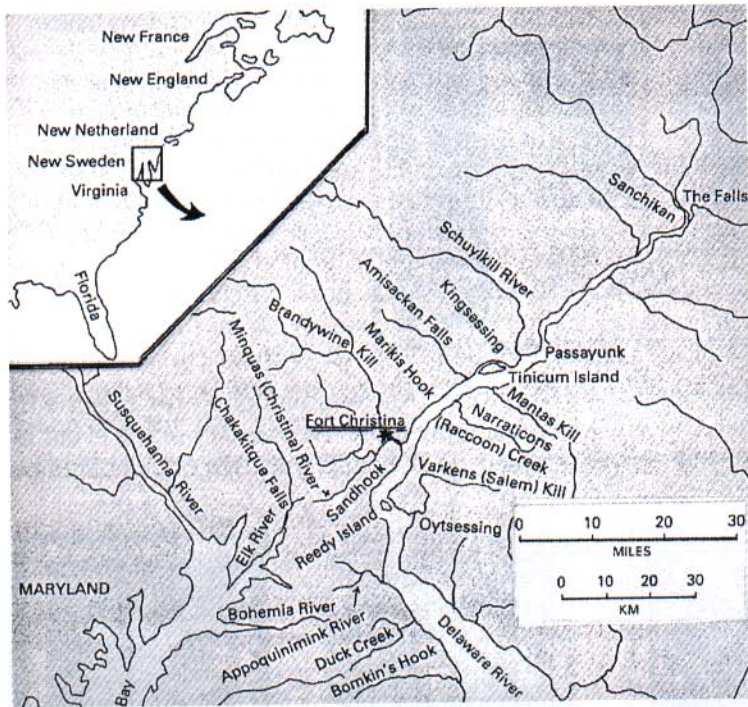 New France
New England
New Netherland
New Sweden
Virginia
Florida
Sanchikan
The Falls
Schuylkill River
Kingsessing
Amisackan Falls
Marikis Hook
Brandywine
Kill
Minquas (Christina) River
Chakakitque Falls
Susquehanna River
Elk River
Fort Christina
Passayunk
Tinicum Island
Mantas Kill
Narraticons
(Raccoon) Creek
Varkens (Salem) Kill
Sandhook
Reedy Island
Oytsessing
0 10 20 30
MILES
0 10 20 30
KM
MARYLAND
Bohemia River
Appoquinimink River
Duck Creek
Bomkin's Hook
Delaware River
Bay